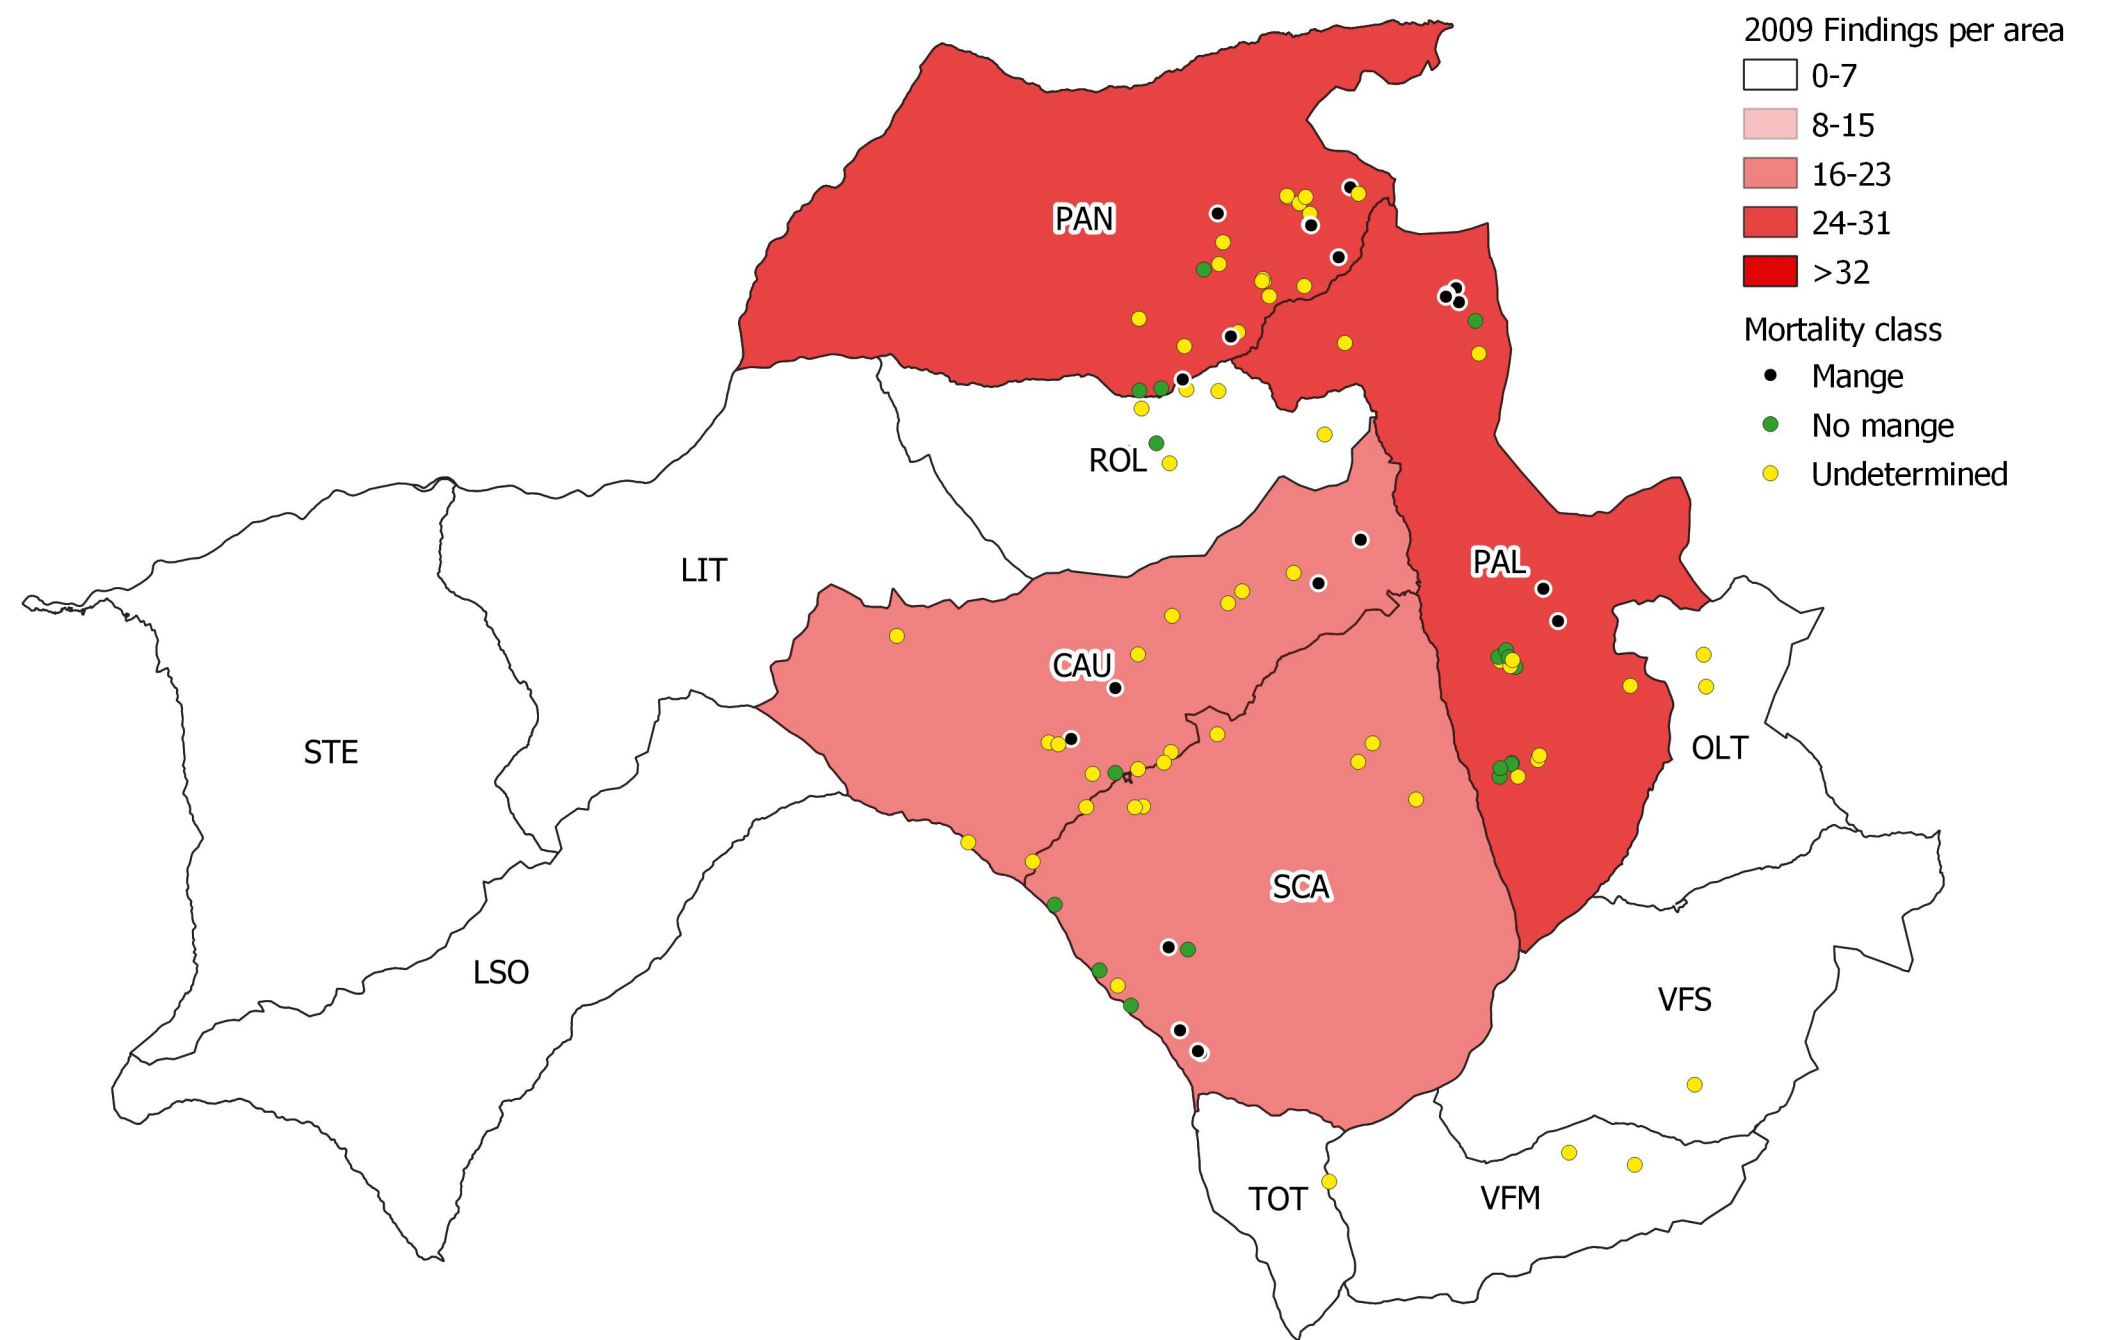 2009 Findings per area
0-7
8-15
16-23
24-31
>32
Mortality class
Mange
No mange
Undetermined
PAN
ROL
LIT
PAL
CAU
STE
OLT
SCA
LSO
VFS
TOT
VFM